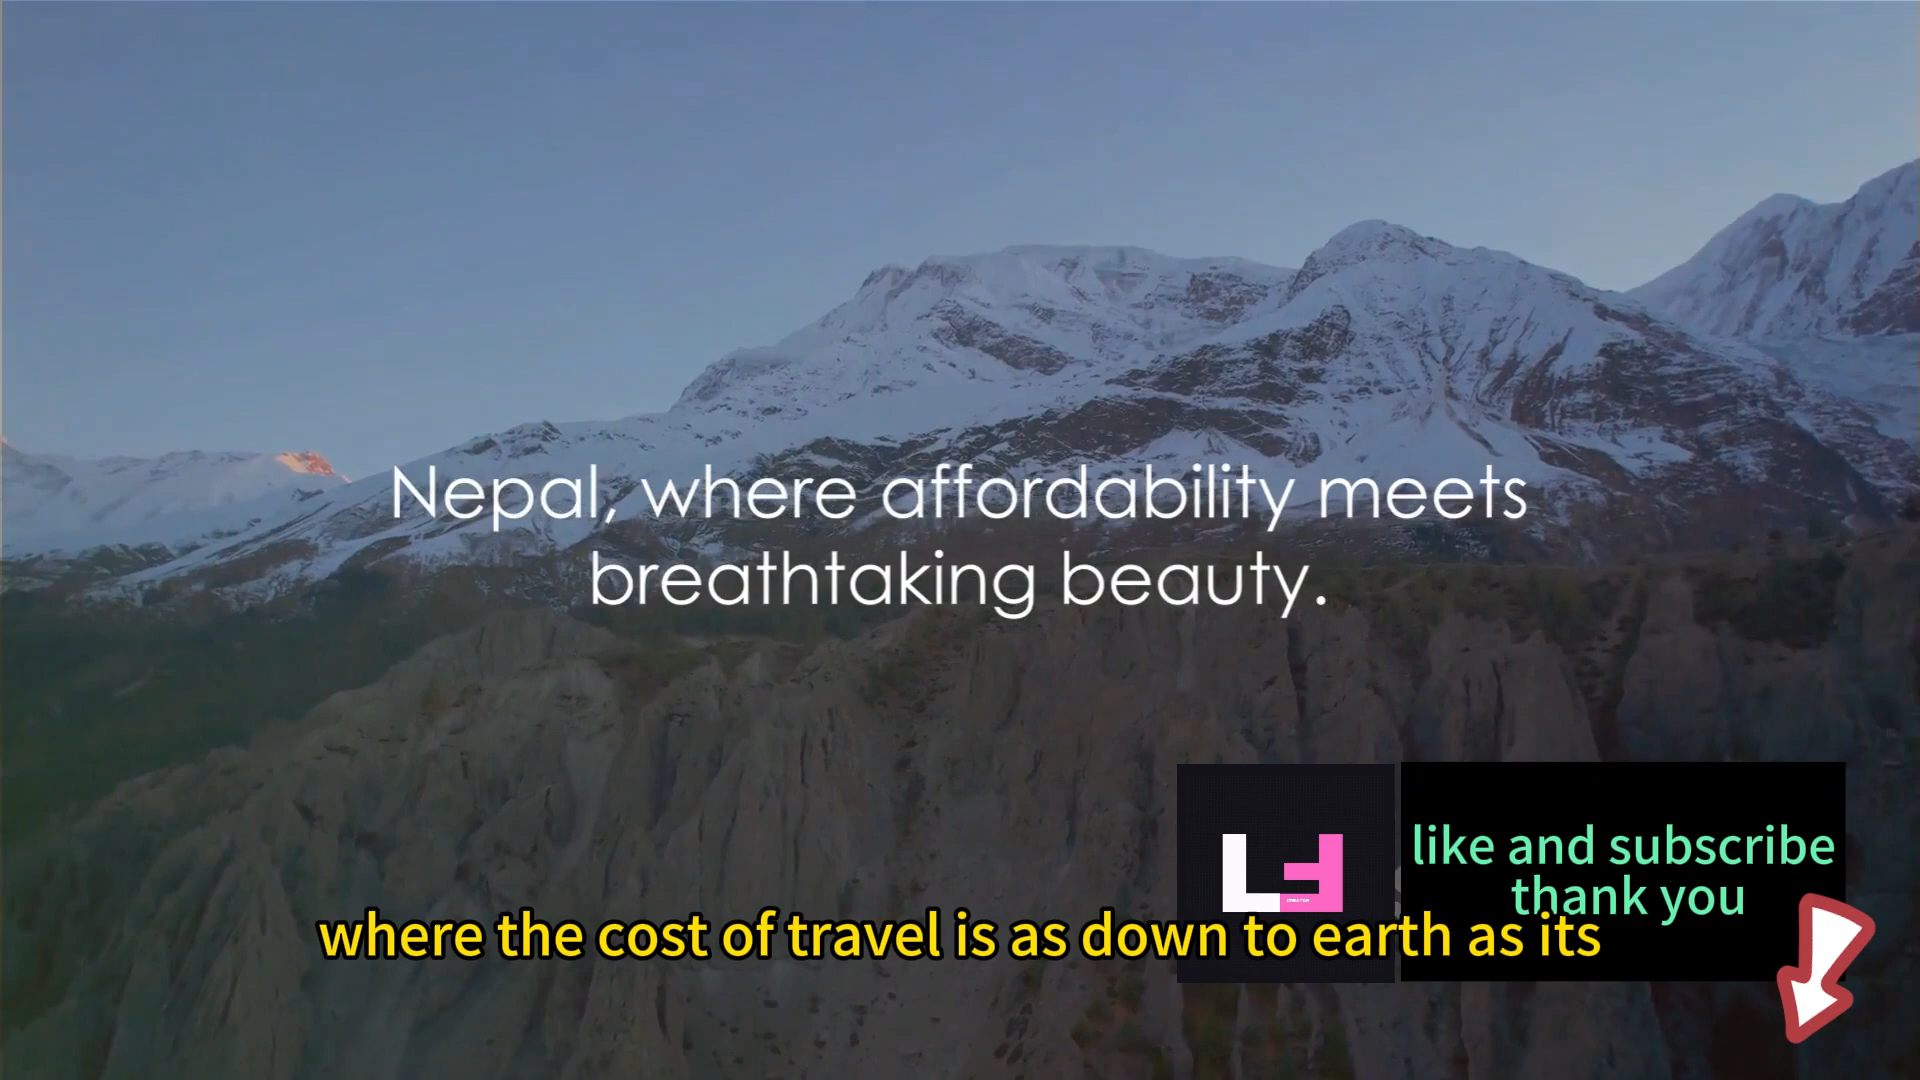 Nepal, where affordability meets
breathtaking beauty.
like and subscribe
thank you
where the cost of travel is as down to earth as its